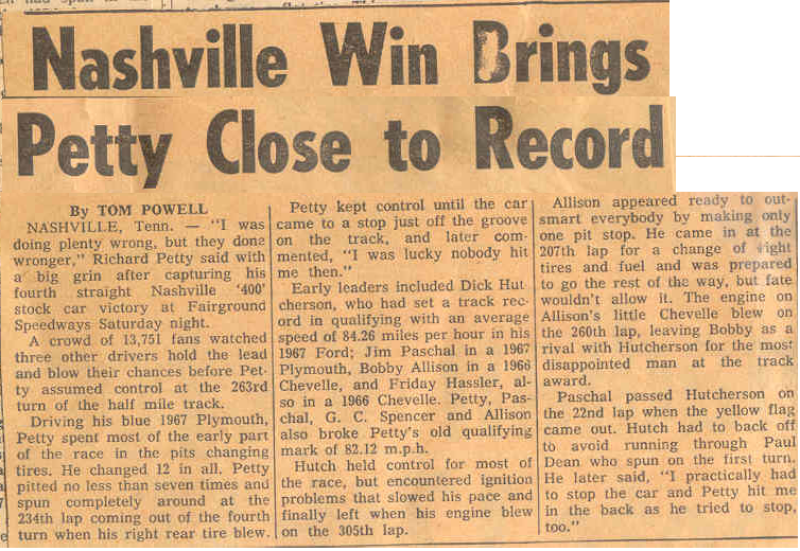 Nashville Win Brings
Petty Close to Record
By TOM POWELL
NASHVILLE, Tenn. — "I was
doing plenty wrong, but they done
wronger," Richard Petty said with
a big grin after capturing his
fourth straight Nashville '400'
stock car victory at Fairground
Speedways Saturday night.
A crowd of 13,751 fans watched
three other drivers hold the lead
and blow their chances before Pet-
ty assumed control at the 263rd
turn of the half mile track.
Driving his blue 1967 Plymouth,
Petty spent most of the early part
of the race in the pits changing
tires. He changed 12 in all. Petty
pitted no less than seven times and
spun completely around at the
234th lap coming out of the fourth
turn when his right rear tire blew.
Petty kept control until the car
came to a stop just off the groove
on the track, and later com-
mented, "I was lucky nobody hit
me then."
Early leaders included Dick Hut
cherson, who had set a track rec-
ord in qualifying with an average
speed of 84.26 miles per hour in his
1967 Ford; Jim Paschal in a 1967
Plymouth, Bobby Allison in a 1966
Chevelle, and Friday Hassler, al-
so in a 1966 Chevelle. Petty, Pas-
chal, G. C. Spencer and Allison
also broke Petty's old qualifying
mark of 82.12 m.p.h.
Hutch held control for most of
the race, but encountered ignition
problems that slowed his pace and
finally left when his engine blew
on the 305th lap.
Allison appeared ready to out-
smart everybody by making only
one pit stop. He came in at the
207th lap for a change of right
tires and fuel and was prepared
to go the rest of the way, but fate
wouldn't allow it. The engine on
Allison's little Chevelle blew on
the 260th lap, leaving Bobby as a
rival with Hutcherson for the most
disappointed man at the track
award.
Paschal passed Hutcherson on
the 22nd lap when the yellow flag
came out. Hutch had to back off
to avoid running through Paul
Dean who spun on the first turn.
He later said, "I practically had
to stop the car and Petty hit me
in the back as he tried to stop,
too."